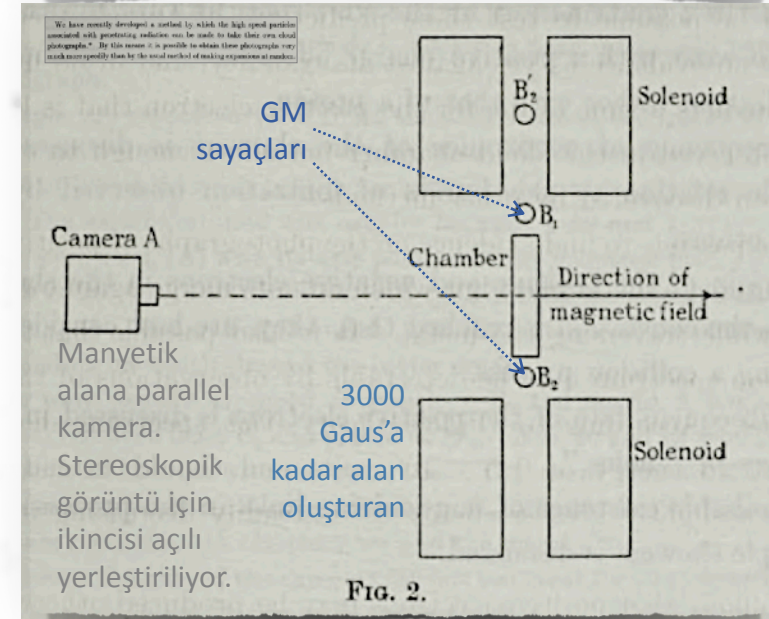 We have recently developed a method by which the high speed particles
associated with penetrating radiation can be made to take their own cloud
photographs.* By this means it is possible to obtain these photographs very
much more speedily than by the usual method of making expansions at random.
GM
sayaçları
B₂′
Solenoid
B₁
Camera A
Chamber
Direction of
magnetic field
B₂
Manyetik
alana parallel
kamera.
Stereoskopik
görüntü için
ikincisi açılı
yerleştiriliyor.
3000
Gaus’a
kadar alan
oluşturan
Solenoid
FIG. 2.